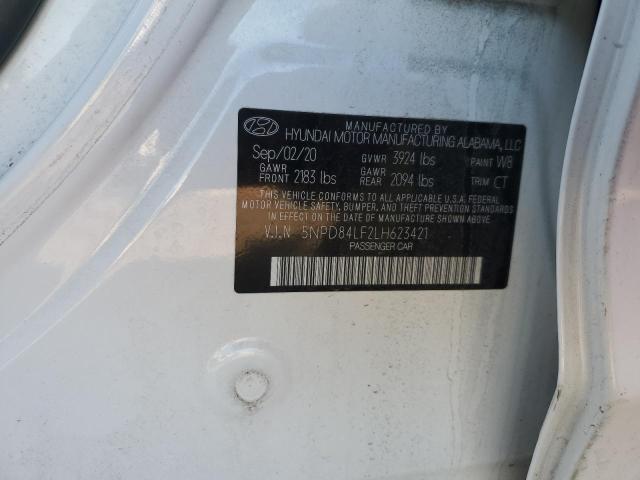 MANUFACTURED BY
HYUNDAI MOTOR MANUFACTURING ALABAMA, LLC
Sep/02/20 GVWR 3924 lbs PAINT W8
GAWR FRONT 2183 lbs GAWR REAR 2094 lbs TRIM CT
THIS VEHICLE CONFORMS TO ALL APPLICABLE U.S.A FEDERAL
MOTOR VEHICLE SAFETY, BUMPER, AND THEFT PREVENTION
STANDARDS IN EFFECT ON THE DATE OF MANUFACTURE SHOWN ABOVE.
V.I.N 5NPD84LF2LH623421
PASSENGER CAR